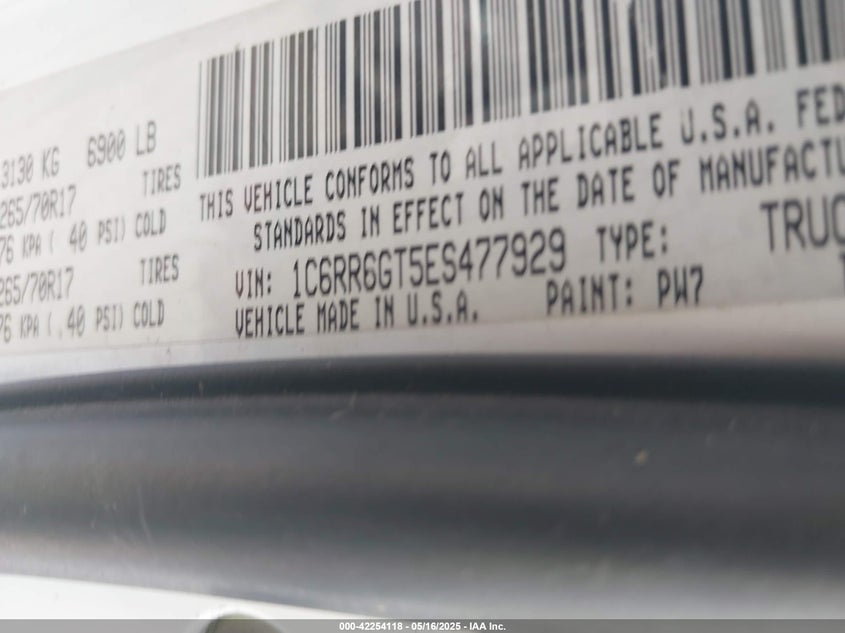 3130 KG 6900 LB
265/70R17 TIRES
76 KPA ( 40 PSI) COLD
265/70R17 TIRES
76 KPA ( 40 PSI) COLD
THIS VEHICLE CONFORMS TO ALL APPLICABLE U.S.A. FED
STANDARDS IN EFFECT ON THE DATE OF MANUFACTU
VIN: 1C6RR6GT5ES477929 TYPE: TRUC
VEHICLE MADE IN U.S.A. PAINT: PW7
000-42254118 - 05/16/2025 - IAA Inc.